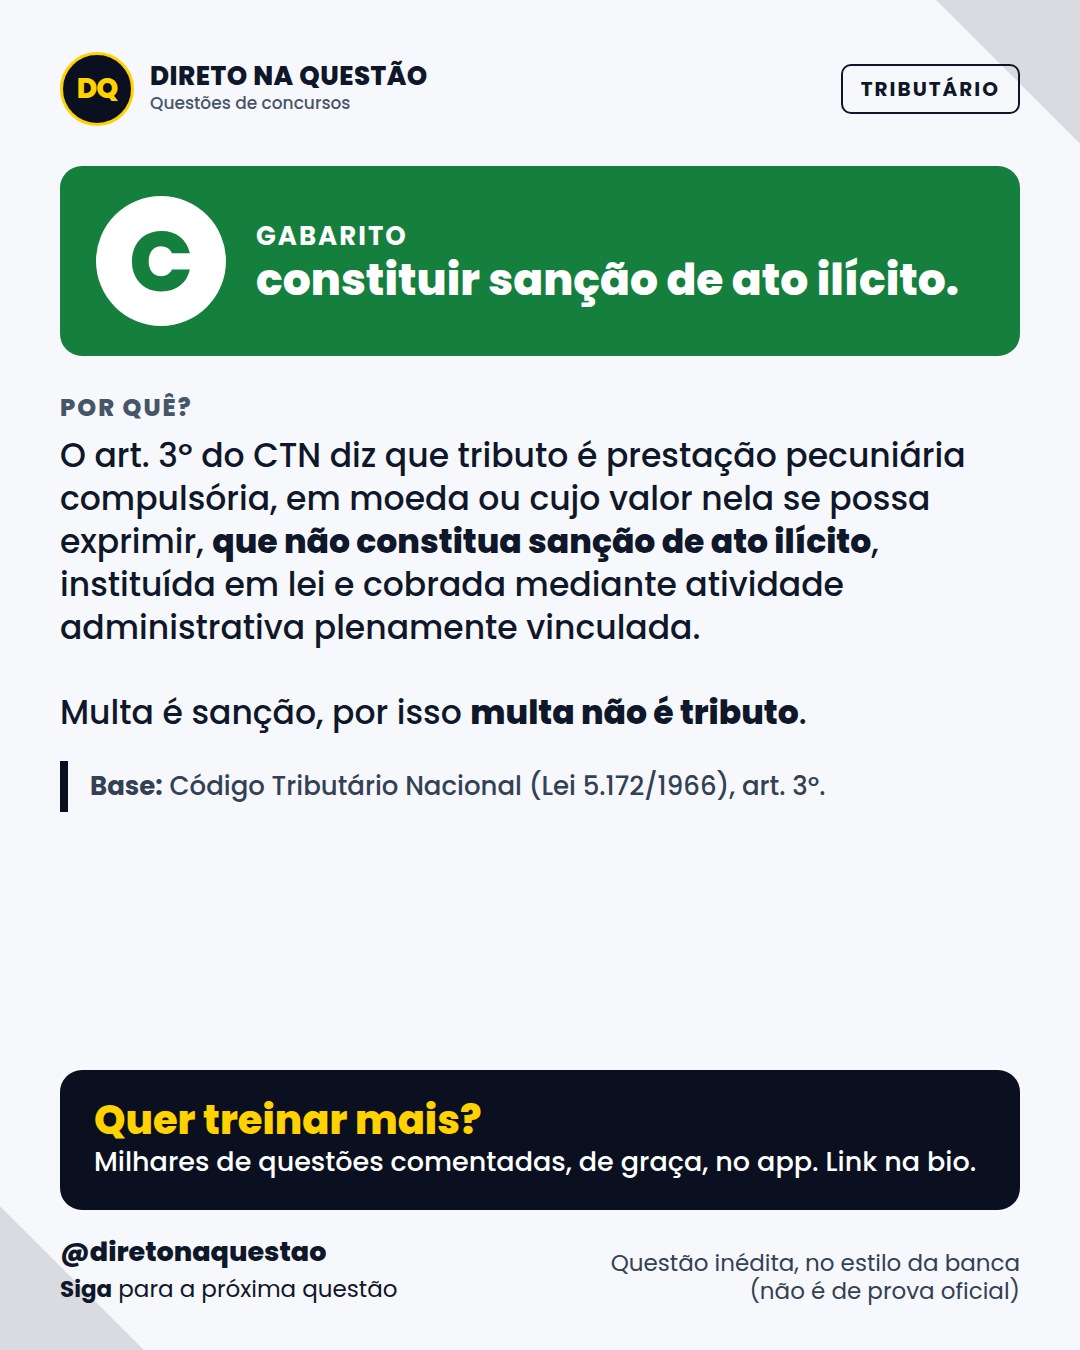 DQ
DIRETO NA QUESTÃO
Questões de concursos
TRIBUTÁRIO
C
GABARITO
constituir sanção de ato ilícito.
POR QUÊ?
O art. 3º do CTN diz que tributo é prestação pecuniária
compulsória, em moeda ou cujo valor nela se possa
exprimir, que não constitua sanção de ato ilícito,
instituída em lei e cobrada mediante atividade
administrativa plenamente vinculada.
Multa é sanção, por isso multa não é tributo.
Base: Código Tributário Nacional (Lei 5.172/1966), art. 3º.
Quer treinar mais?
Milhares de questões comentadas, de graça, no app. Link na bio.
@diretonaquestao
Siga para a próxima questão
Questão inédita, no estilo da banca
(não é de prova oficial)